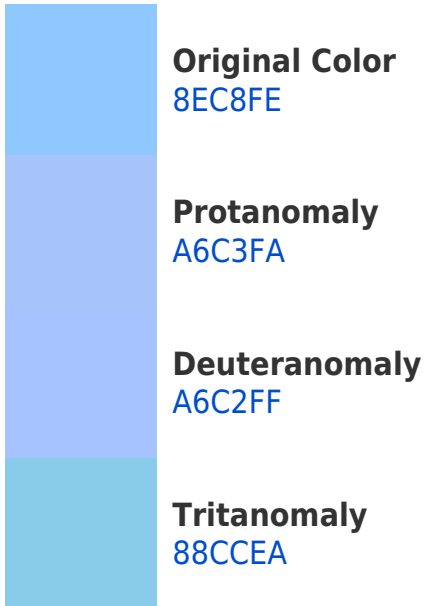 Original Color
8EC8FE
Protanomaly
A6C3FA
Deuteranomaly
A6C2FF
Tritanomaly
88CCEA